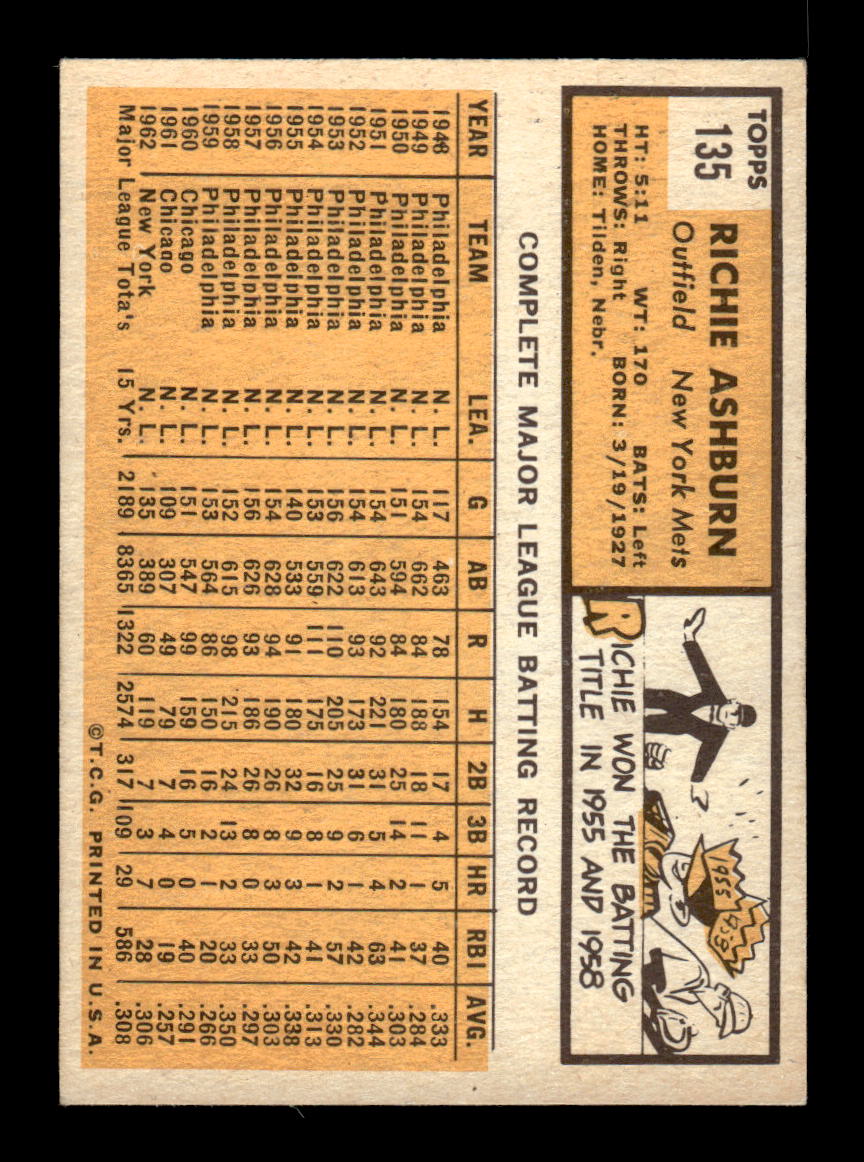 TOPPS
135
RICHIE ASHBURN
Outfield New York Mets
HT: 5:11 WT: 170 BATS: Left
THROWS: Right BORN: 3/19/1927
HOME: Tilden, Nebr.
1955 1958
RICHIE WON THE BATTING
TITLE IN 1955 AND 1958
COMPLETE MAJOR LEAGUE BATTING RECORD
YEAR TEAM LEA. G AB R H 2B 3B HR RBI AVG.
1948 Philadelphia N. L. 117 463 78 154 17 4 5 40 .333
1949 Philadelphia N. L. 154 662 84 188 18 11 1 37 .284
1950 Philadelphia N. L. 151 594 84 180 25 14 2 41 .303
1951 Philadelphia N. L. 154 643 92 221 31 5 4 63 .344
1952 Philadelphia N. L. 154 613 93 173 31 6 1 42 .282
1953 Philadelphia N. L. 156 622 110 205 25 9 2 57 .330
1954 Philadelphia N. L. 153 559 111 175 16 8 1 41 .313
1955 Philadelphia N. L. 140 533 91 180 32 9 3 42 .338
1956 Philadelphia N. L. 154 628 94 190 26 8 3 50 .303
1957 Philadelphia N. L. 156 626 93 186 26 8 0 33 .297
1958 Philadelphia N. L. 152 615 98 215 24 13 2 33 .350
1959 Philadelphia N. L. 153 564 86 150 16 2 1 20 .266
1960 Chicago N. L. 151 547 99 159 16 5 0 40 .291
1961 Chicago N. L. 109 307 49 79 7 4 0 19 .257
1962 New York N. L. 135 389 60 119 7 3 7 28 .306
Major League Tota's 15 Yrs. 2189 8365 1322 2574 317 109 29 586 .308
©T.C.G. PRINTED IN U.S.A.